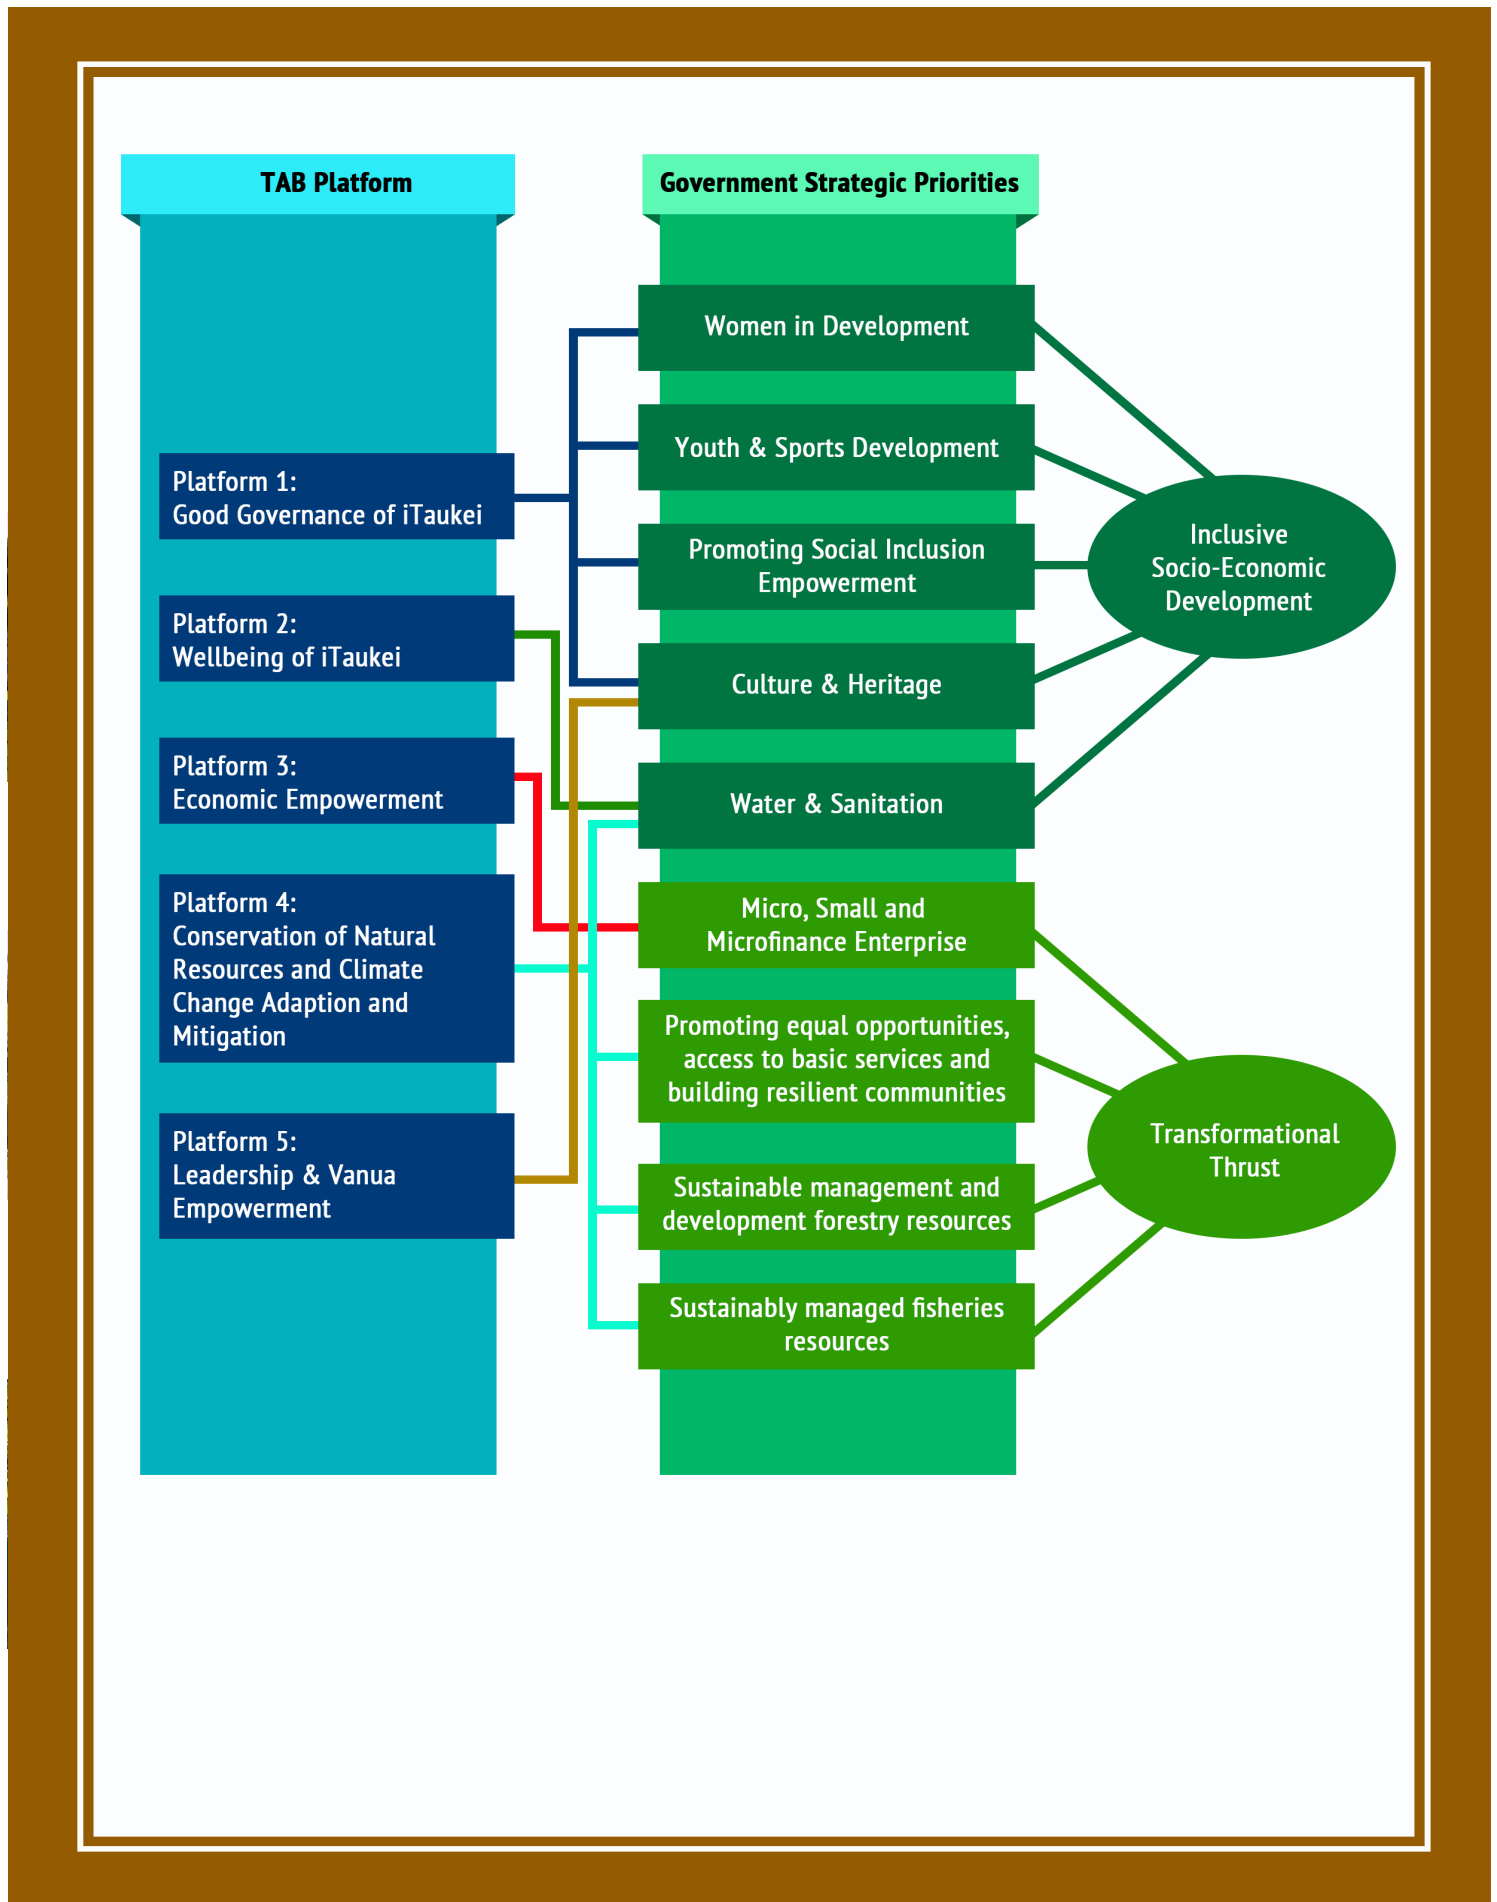 TAB Platform
Government Strategic Priorities
Platform 1:
Good Governance of iTaukei
Platform 2:
Wellbeing of iTaukei
Platform 3:
Economic Empowerment
Platform 4:
Conservation of Natural
Resources and Climate
Change Adaption and
Mitigation
Platform 5:
Leadership & Vanua
Empowerment
Women in Development
Youth & Sports Development
Promoting Social Inclusion
Empowerment
Culture & Heritage
Water & Sanitation
Micro, Small and
Microfinance Enterprise
Promoting equal opportunities,
access to basic services and
building resilient communities
Sustainable management and
development forestry resources
Sustainably managed fisheries
resources
Inclusive
Socio-Economic
Development
Transformational
Thrust